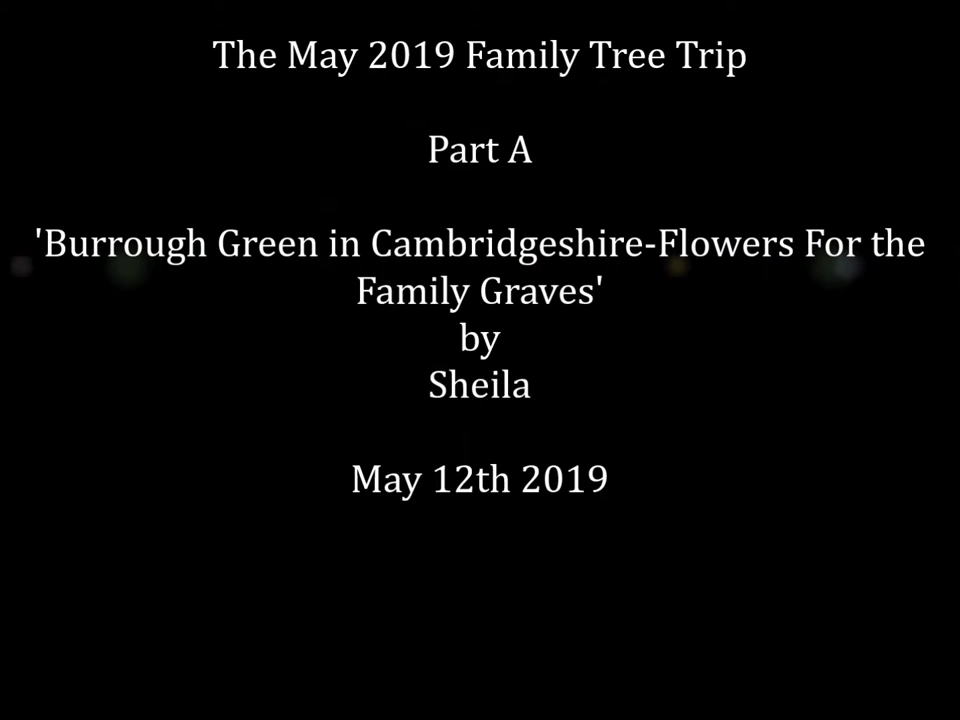 The May 2019 Family Tree Trip
Part A
'Burrough Green in Cambridgeshire-Flowers For the
Family Graves'
by
Sheila
May 12th 2019